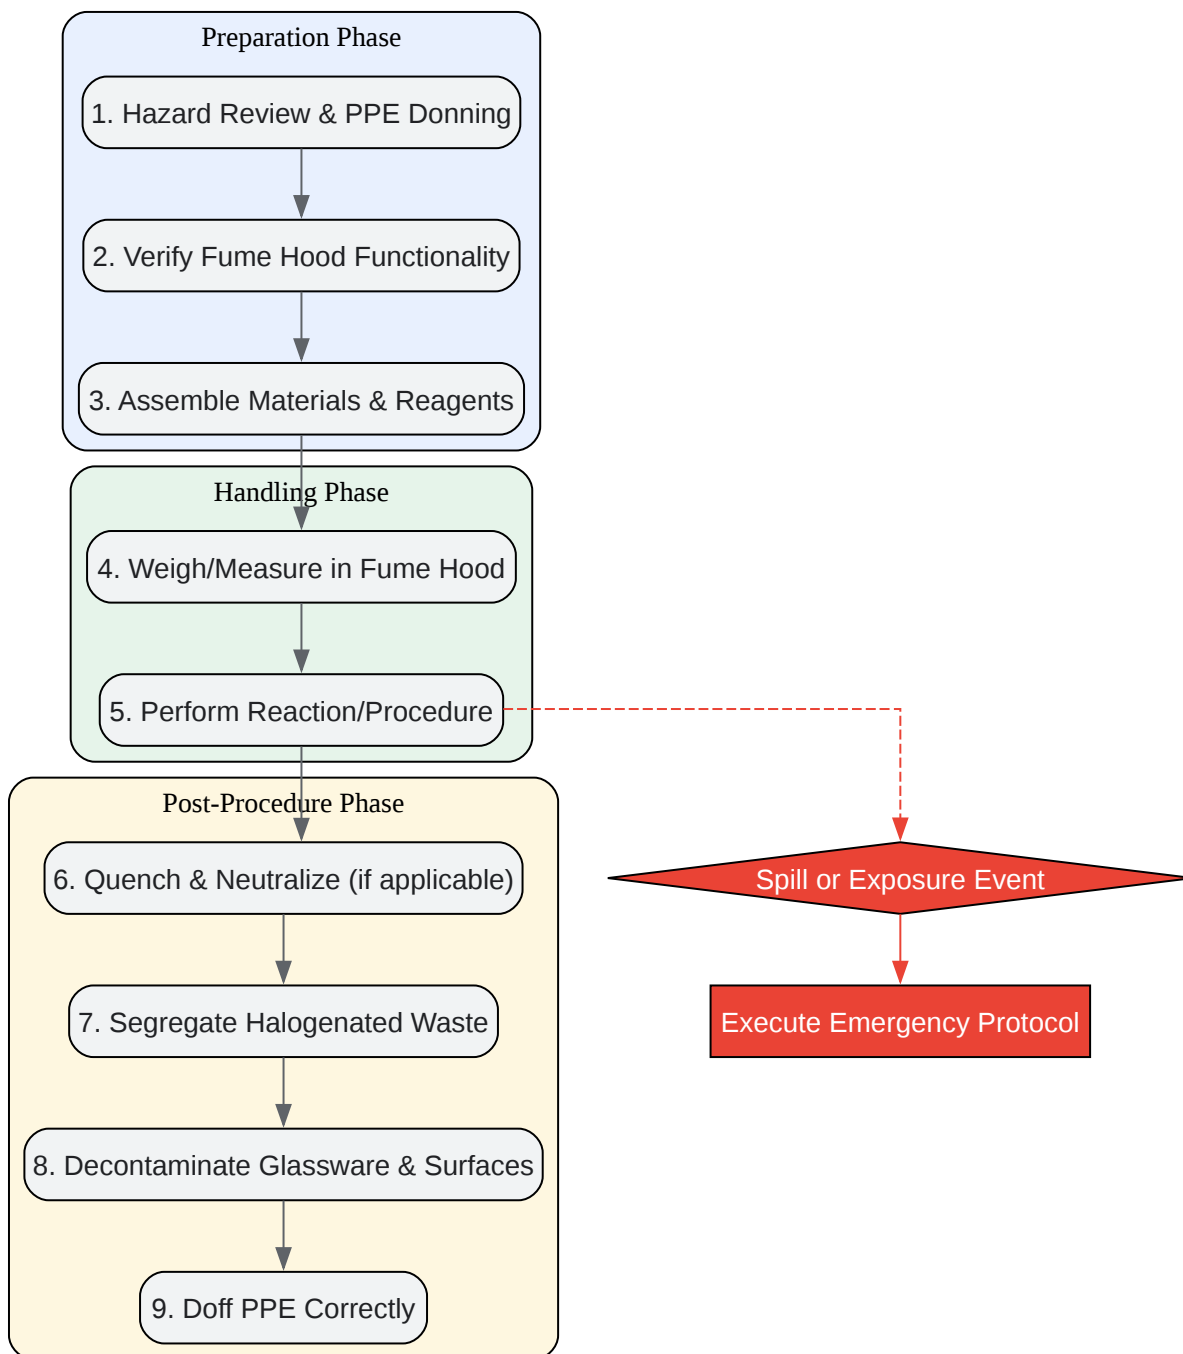 Preparation Phase
1. Hazard Review & PPE Donning
2. Verify Fume Hood Functionality
3. Assemble Materials & Reagents
Handling Phase
4. Weigh/Measure in Fume Hood
5. Perform Reaction/Procedure
Post-Procedure Phase
6. Quench & Neutralize (if applicable)
7. Segregate Halogenated Waste
8. Decontaminate Glassware & Surfaces
9. Doff PPE Correctly
Spill or Exposure Event
Execute Emergency Protocol